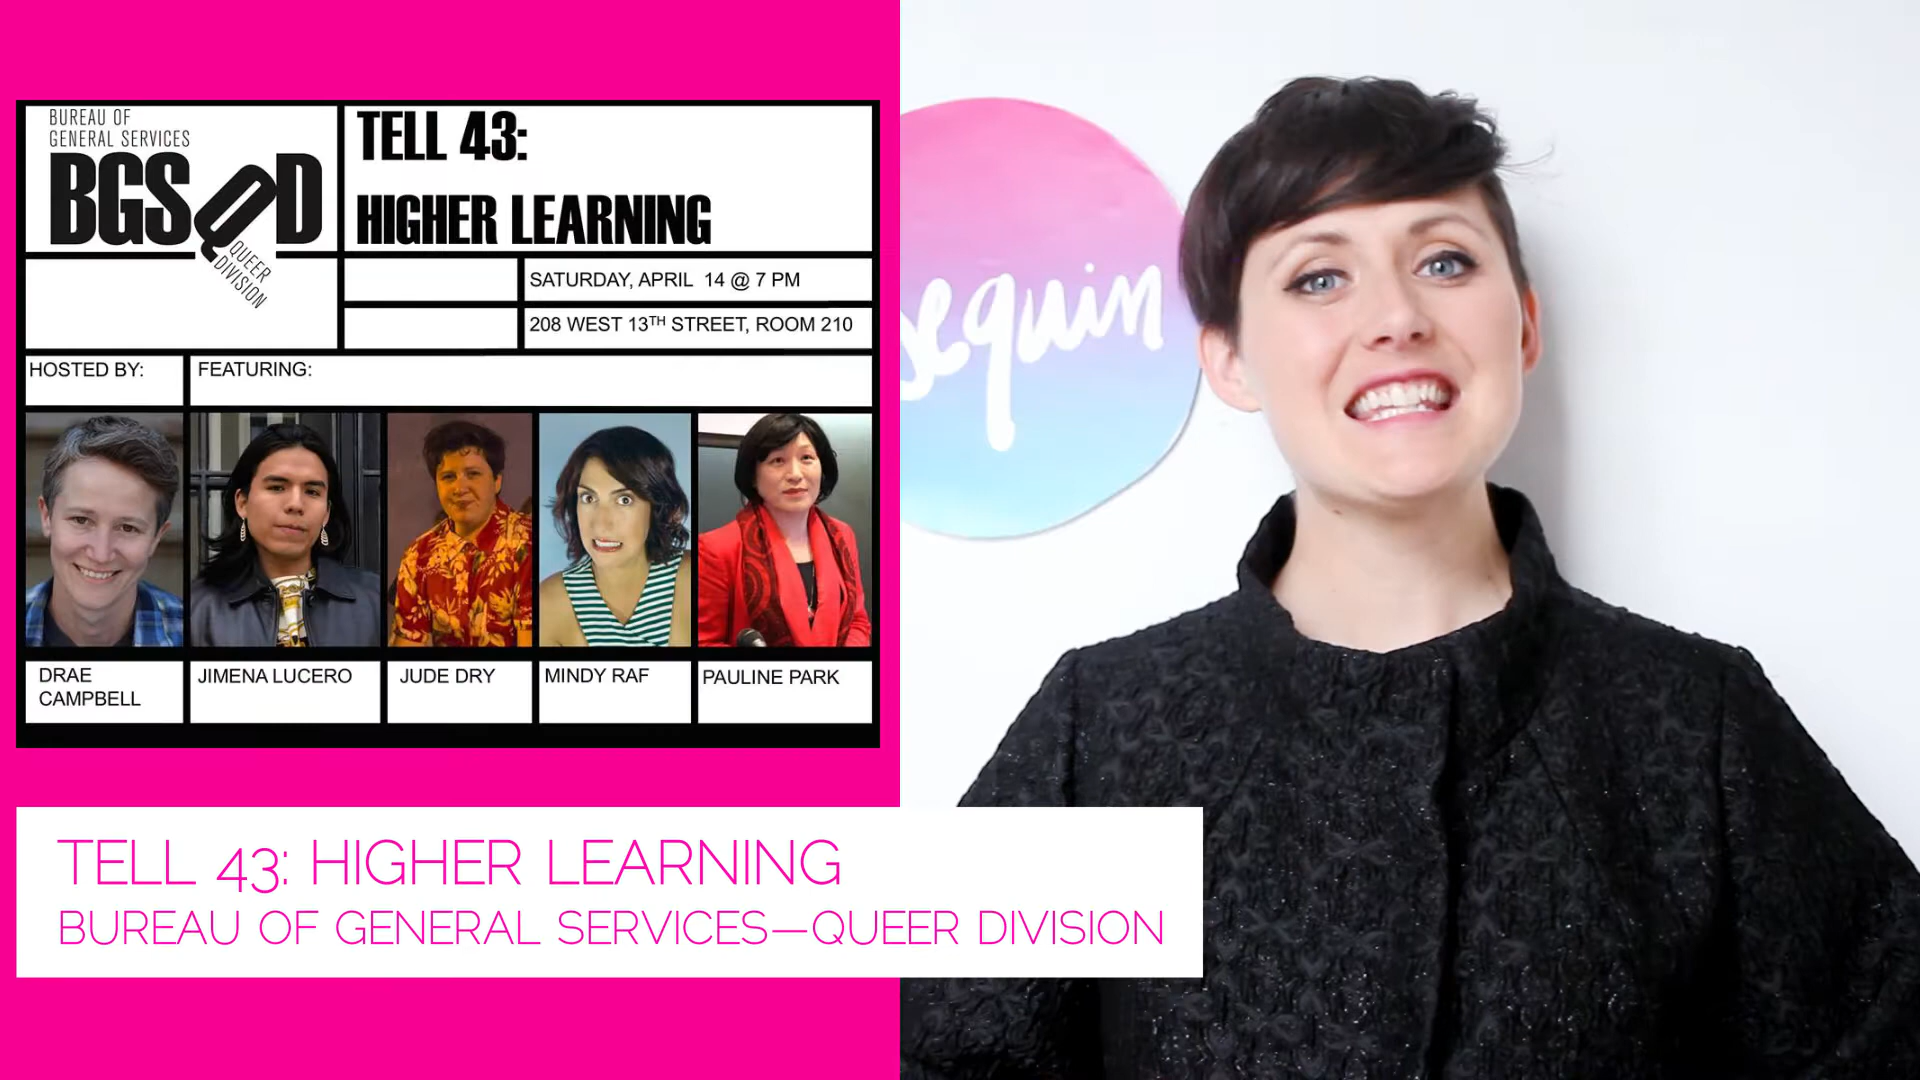 BUREAU OF
GENERAL SERVICES
BGSQD
QUEER
DIVISION
TELL 43:
HIGHER LEARNING
SATURDAY, APRIL 14 @ 7 PM
208 WEST 13TH STREET, ROOM 210
HOSTED BY:
FEATURING:
DRAE
CAMPBELL
JIMENA LUCERO
JUDE DRY
MINDY RAF
PAULINE PARK
sequin
TELL 43: HIGHER LEARNING
BUREAU OF GENERAL SERVICES—QUEER DIVISION